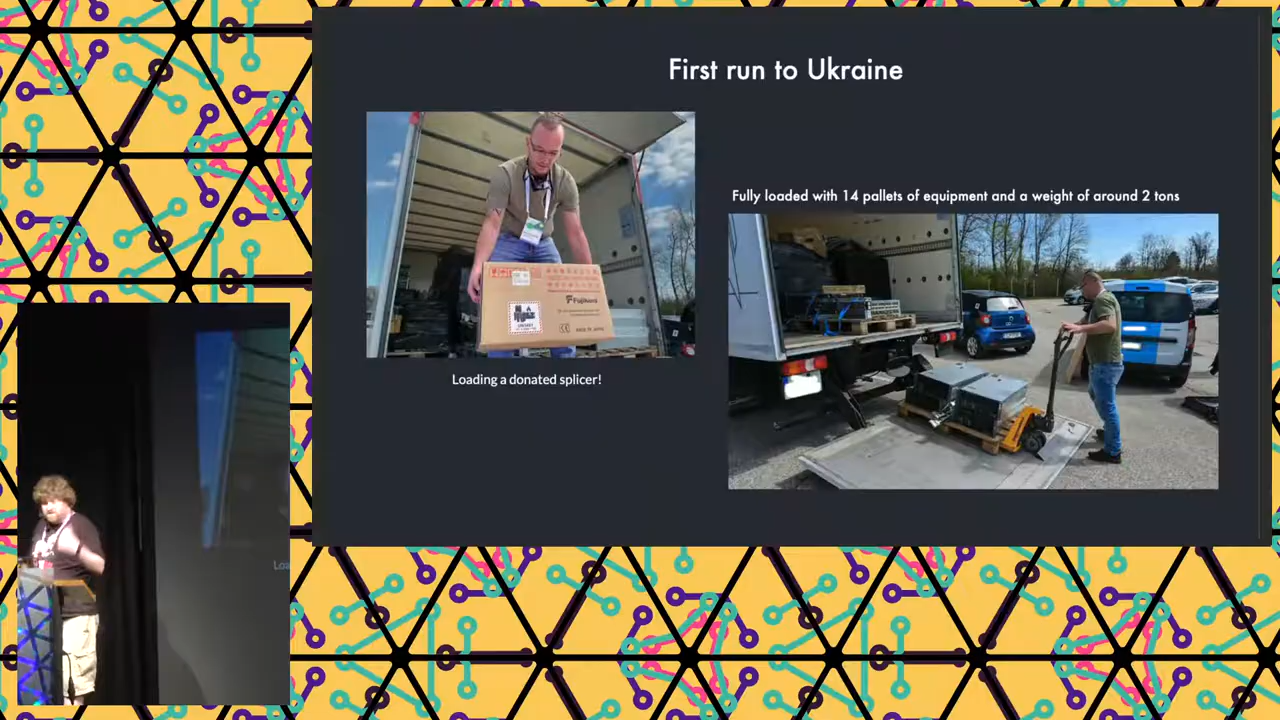 First run to Ukraine
Fully loaded with 14 pallets of equipment and a weight of around 2 tons
Fujikura
Loading a donated splicer!
Loa